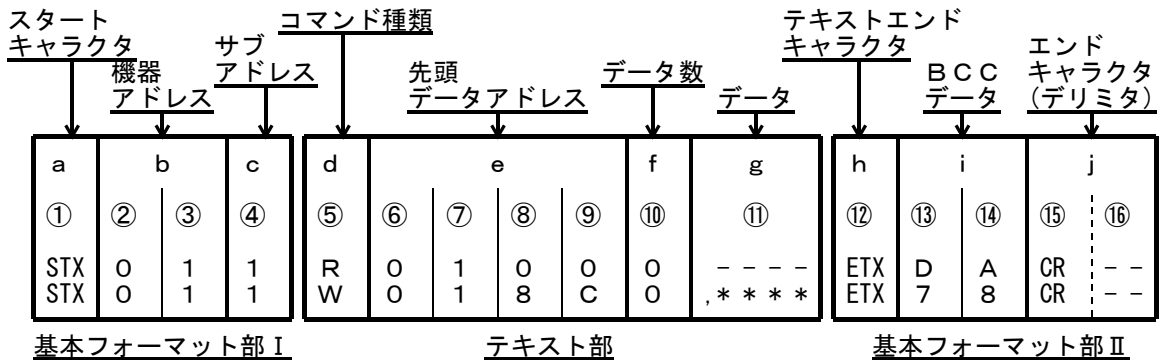 スタート
キャラクタ
機器
アドレス
サブ
アドレス
コマンド種類
先頭
データアドレス
データ数
データ
テキストエンド
キャラクタ
ＢＣＣ
データ
エンド
キャラクタ
（デリミタ）
a b c d e f g h i j
① ② ③ ④ ⑤ ⑥ ⑦ ⑧ ⑨ ⑩ ⑪ ⑫ ⑬ ⑭ ⑮ ⑯
STX 0 1 1 R 0 1 0 0 0 ---- ETX D A CR --
STX 0 1 1 W 0 1 8 C 0 ,**** ETX 7 8 CR --
基本フォーマット部Ⅰ テキスト部 基本フォーマット部Ⅱ